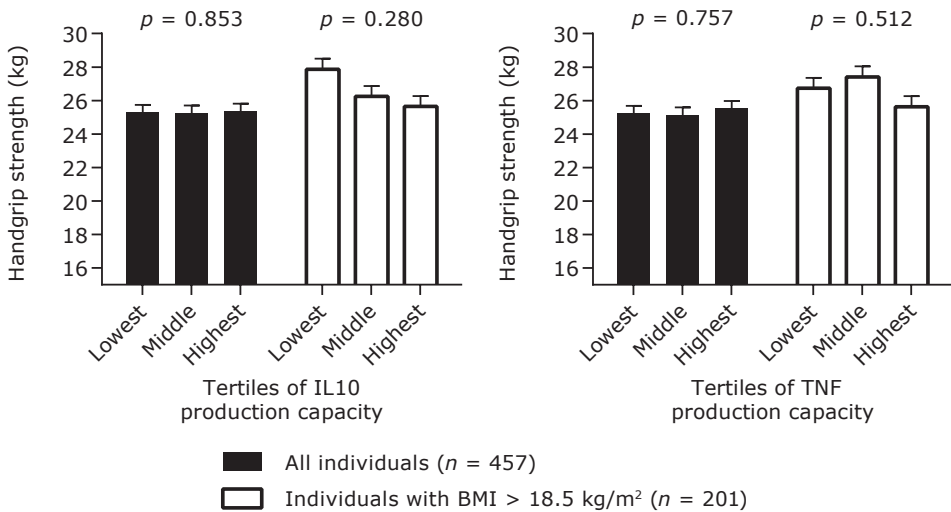 p = 0.853 p = 0.280
Handgrip strength (kg)
30
28
26
24
22
20
18
16
Lowest
Middle
Highest
Lowest
Middle
Highest
Tertiles of IL10
production capacity
p = 0.757 p = 0.512
Handgrip strength (kg)
30
28
26
24
22
20
18
16
Lowest
Middle
Highest
Lowest
Middle
Highest
Tertiles of TNF
production capacity
All individuals (n = 457)
Individuals with BMI > 18.5 kg/m² (n = 201)